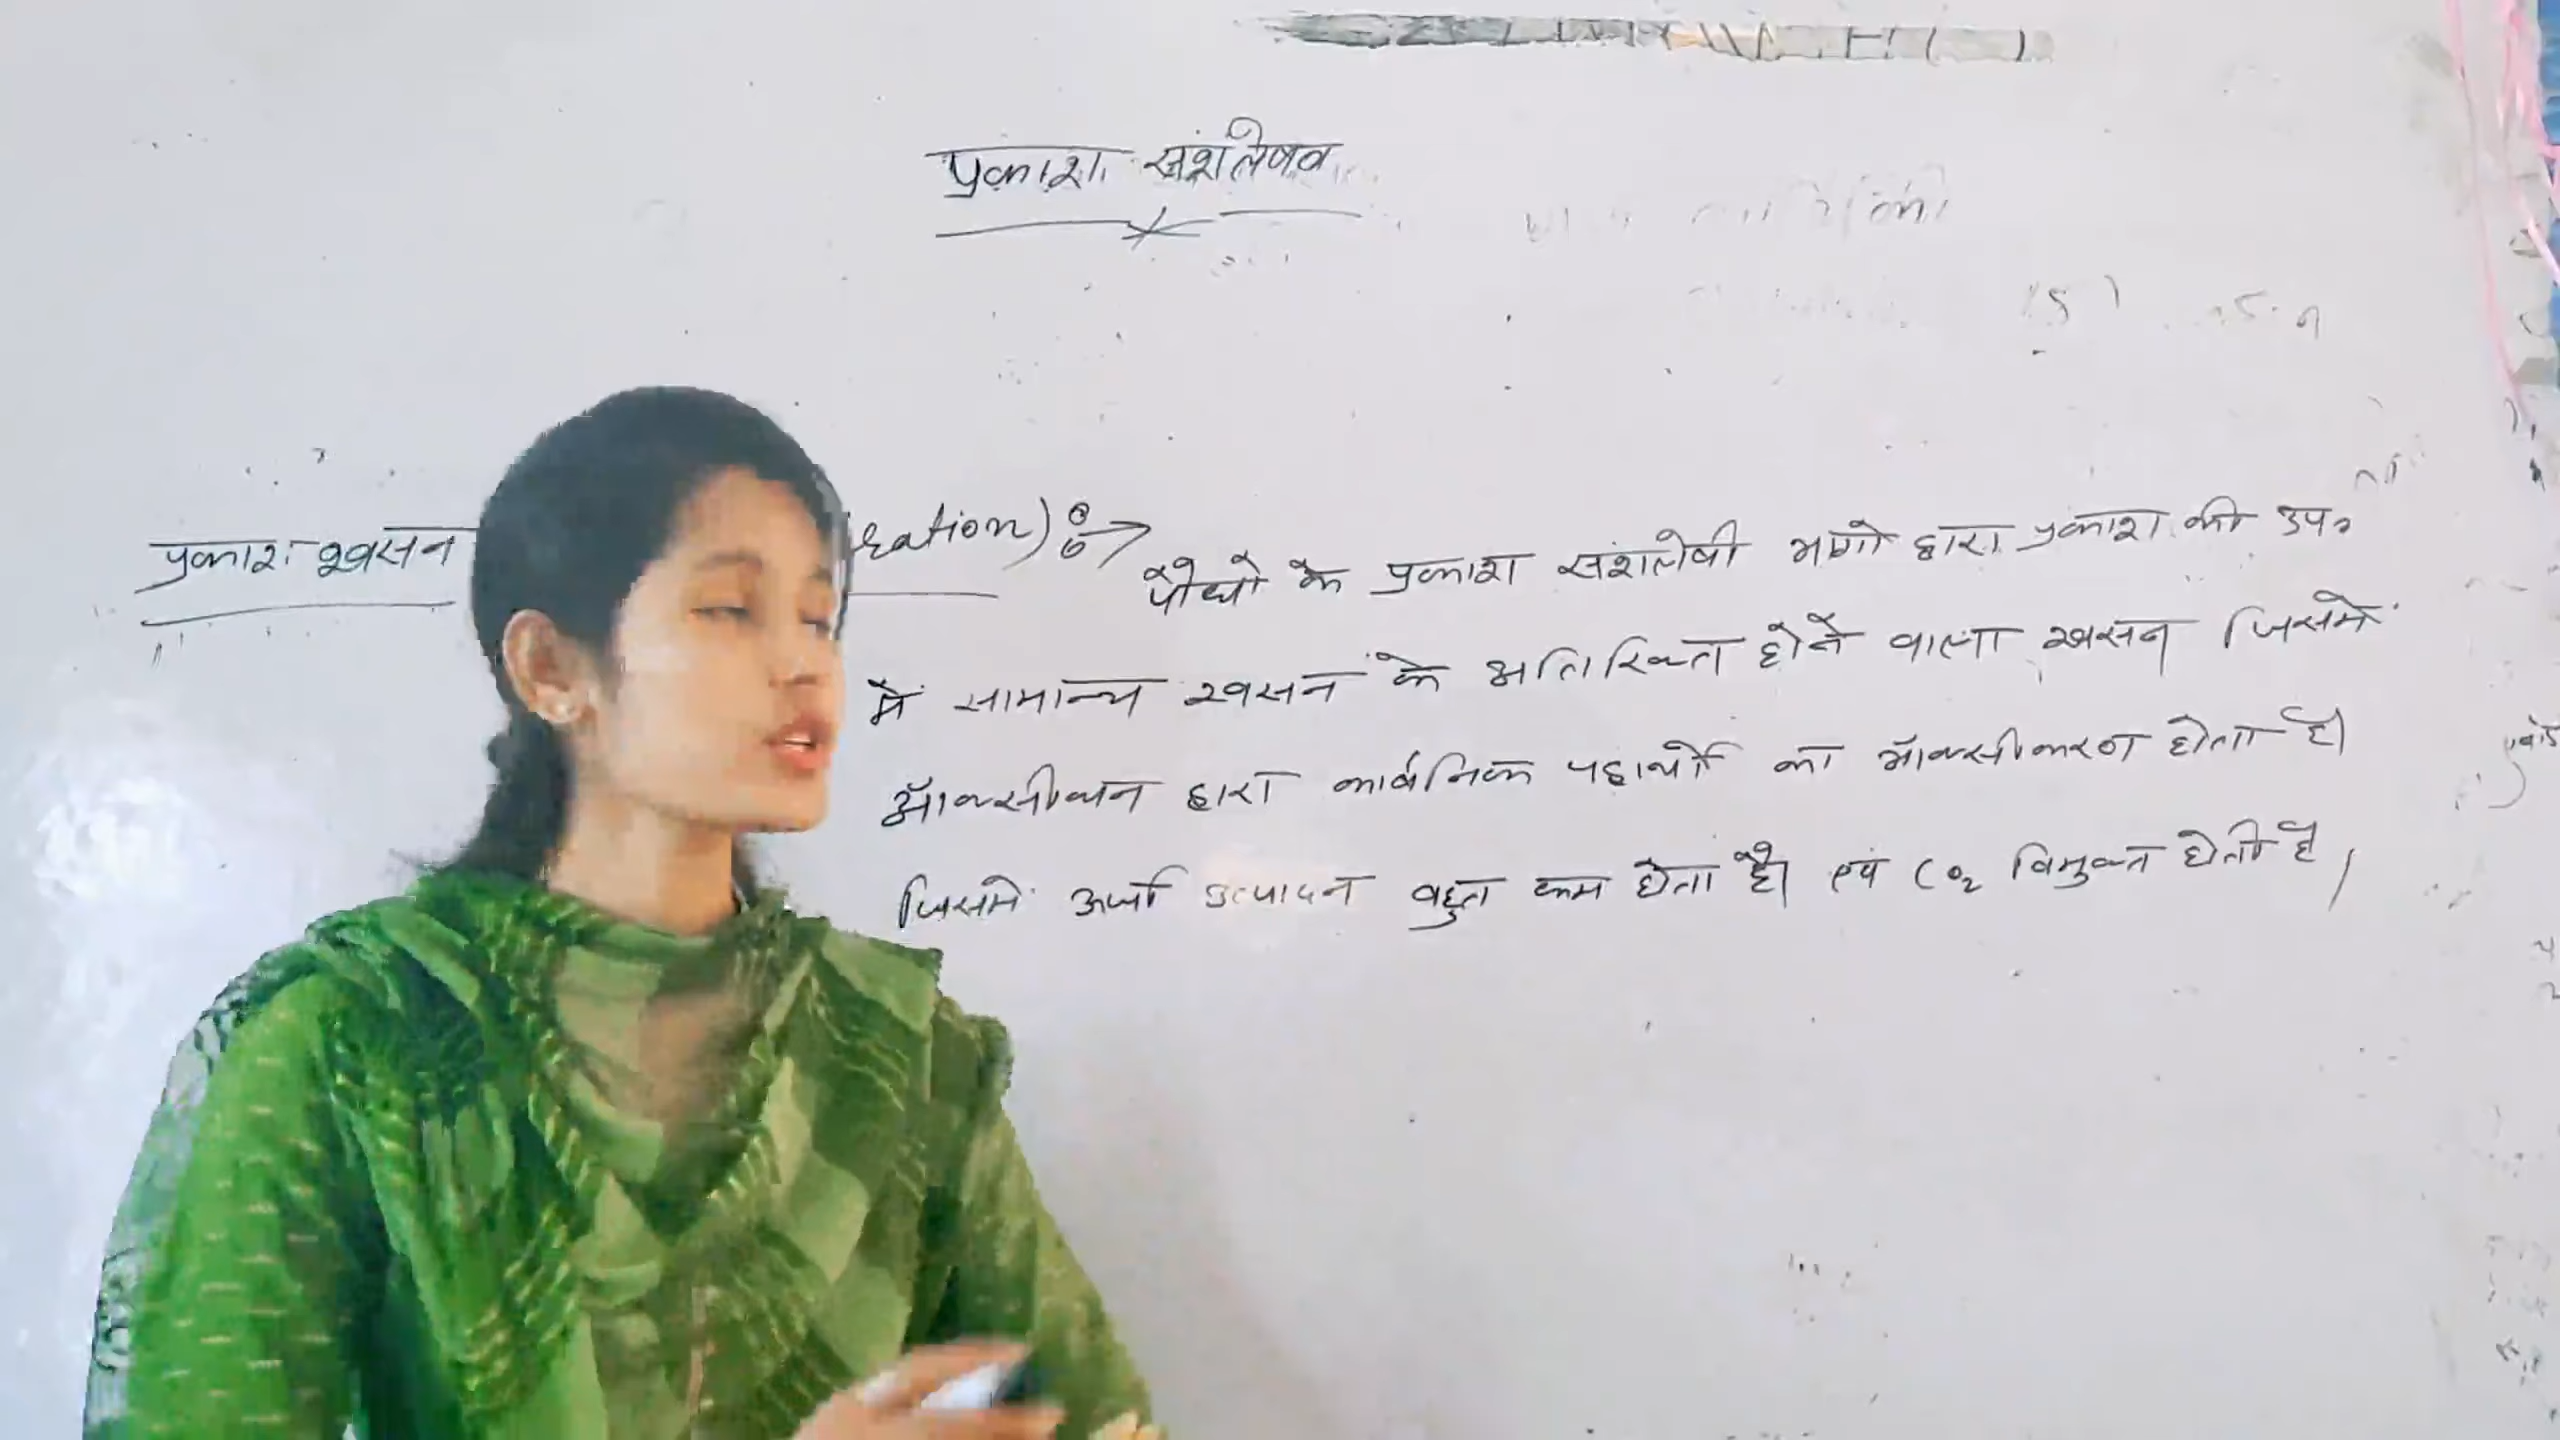 प्रकाश संश्लेषण
प्रकाश श्वसन ration) :→
पौधो के प्रकाश संश्लेषी भागो द्वारा प्रकाश की उप०
मे सामान्य श्वसन के अतिरिक्त होने वाला श्वसन जिसमे
ऑक्सीजन द्वारा कार्बनिक पदार्थो का ऑक्सीकरण होता है।
जिसमे ऊर्जा उत्पादन बहुत कम होता है। एवं CO₂ विमुक्त होती है।